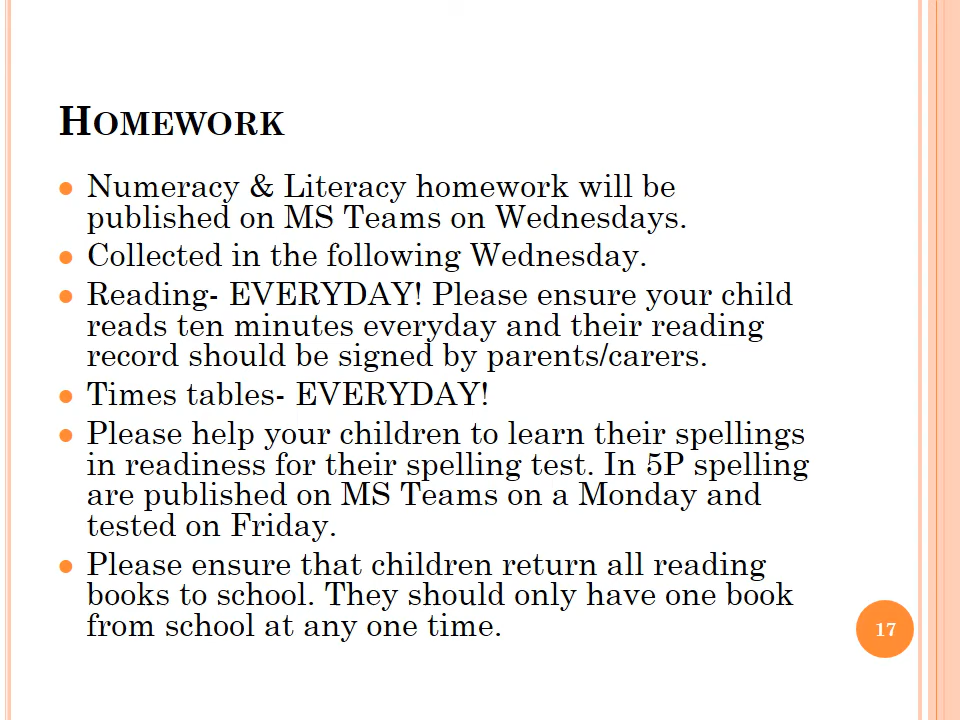 HOMEWORK
Numeracy & Literacy homework will be
published on MS Teams on Wednesdays.
Collected in the following Wednesday.
Reading- EVERYDAY! Please ensure your child
reads ten minutes everyday and their reading
record should be signed by parents/carers.
Times tables- EVERYDAY!
Please help your children to learn their spellings
in readiness for their spelling test. In 5P spelling
are published on MS Teams on a Monday and
tested on Friday.
Please ensure that children return all reading
books to school. They should only have one book
from school at any one time.
17